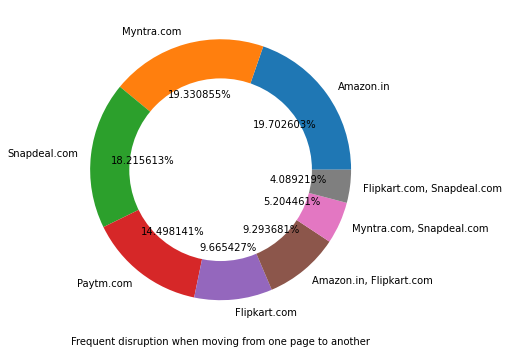 Myntra.com
Amazon.in
19.330855%
19.702603%
Snapdeal.com
18.215613%
4.089219%
Flipkart.com, Snapdeal.com
5.204461%
Myntra.com, Snapdeal.com
14.498141%
9.293681%
9.665427%
Paytm.com
Amazon.in, Flipkart.com
Flipkart.com
Frequent disruption when moving from one page to another